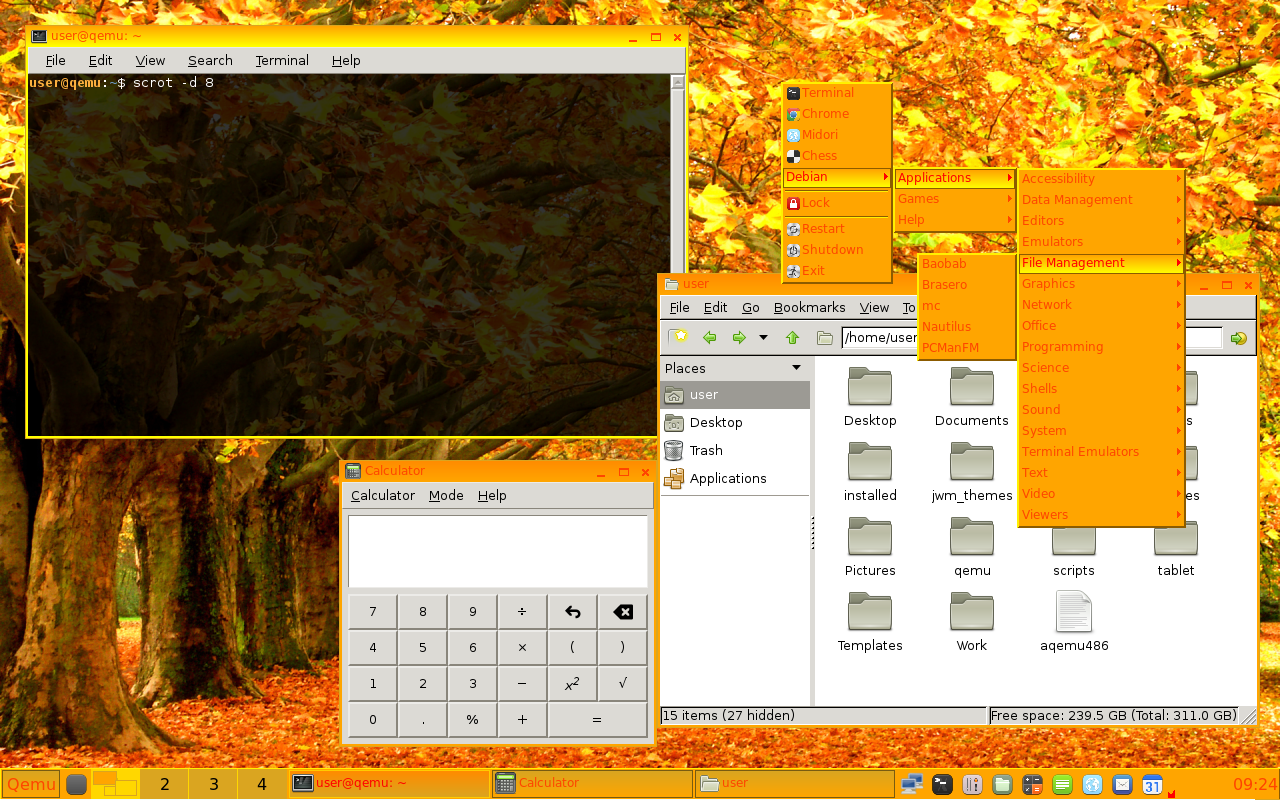 user@qemu: ~
File Edit View Search Terminal Help
user@qemu:~$ scrot -d 8
Terminal
Chrome
Midori
Chess
Debian
Lock
Restart
Shutdown
Exit
Applications
Games
Help
Accessibility
Data Management
Editors
Emulators
File Management
Graphics
Network
Office
Programming
Science
Shells
Sound
System
Terminal Emulators
Text
Video
Viewers
Baobab
Brasero
mc
Nautilus
PCManFM
user
File Edit Go Bookmarks View To
/home/user
Places
user
Desktop
Trash
Applications
Desktop Documents s
installed jwm_themes es
Pictures qemu scripts tablet
Templates Work aqemu486
15 items (27 hidden) Free space: 239.5 GB (Total: 311.0 GB)
Calculator
Calculator Mode Help
7 8 9 ÷
4 5 6 × ( )
1 2 3 − x² √
0 . % + =
Qemu 2 3 4 user@qemu: ~ Calculator user 31 09:24